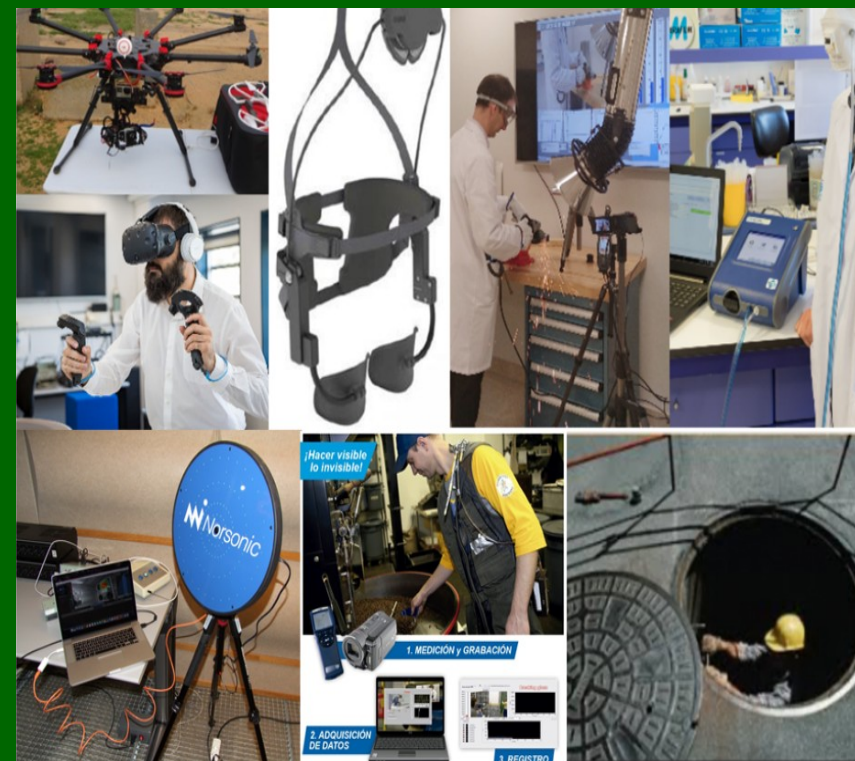 Norsonic
¡Hacer visible
lo invisible!
1. MEDICIÓN y GRABACIÓN
2. ADQUISICIÓN
DE DATOS
3. REGISTRO